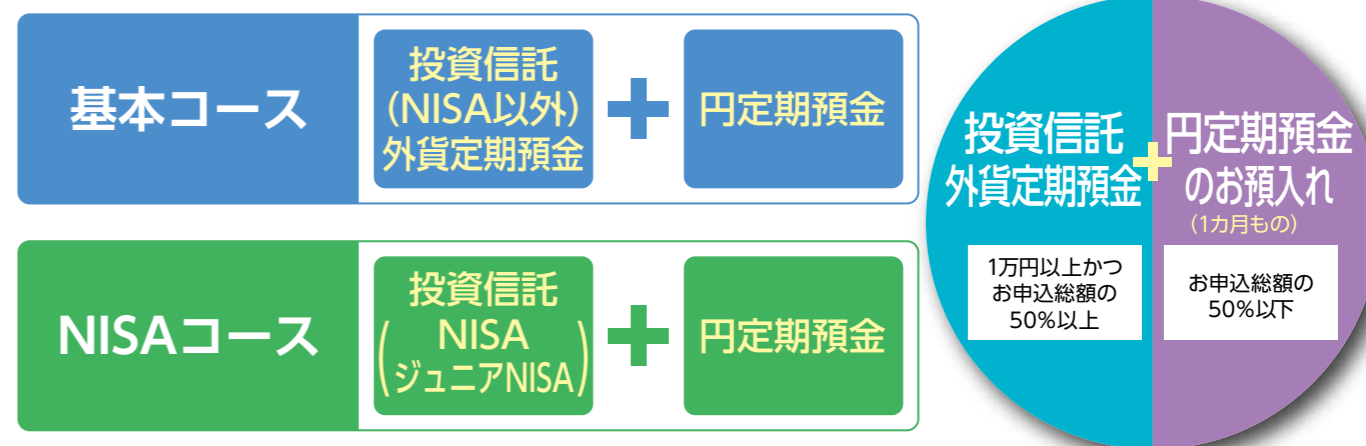 基本コース
投資信託
(NISA以外)
外貨定期預金
+
円定期預金
NISAコース
投資信託
(NISA
ジュニアNISA)
+
円定期預金
投資信託
外貨定期預金
+
円定期預金
のお預入れ
(1カ月もの)
1万円以上かつ
お申込総額の
50%以上
お申込総額の
50%以下